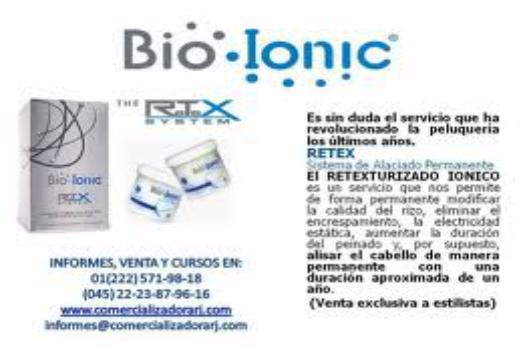 Bio·Ionic®
THE RETEX
SYSTEM
Bio·Ionic
RETEX
Es sin duda el servicio que ha
revolucionado la peluqueria
los últimos años.
RETEX
Sistema de Alaciado Permanente
El RETEXTURIZADO IONICO
es un servicio que nos permite
de forma permanente modificar
la calidad del rizo, eliminar el
encrespamiento, la electricidad
estática, aumentar la duración
del peinado y, por supuesto,
alisar el cabello de manera
permanente con una
duración aproximada de un
año.
(Venta exclusiva a estilistas)
INFORMES, VENTA Y CURSOS EN:
01(222) 571-98-18
(045) 22-23-87-96-16
www.comercializadorarj.com
informes@comercializadorarj.com